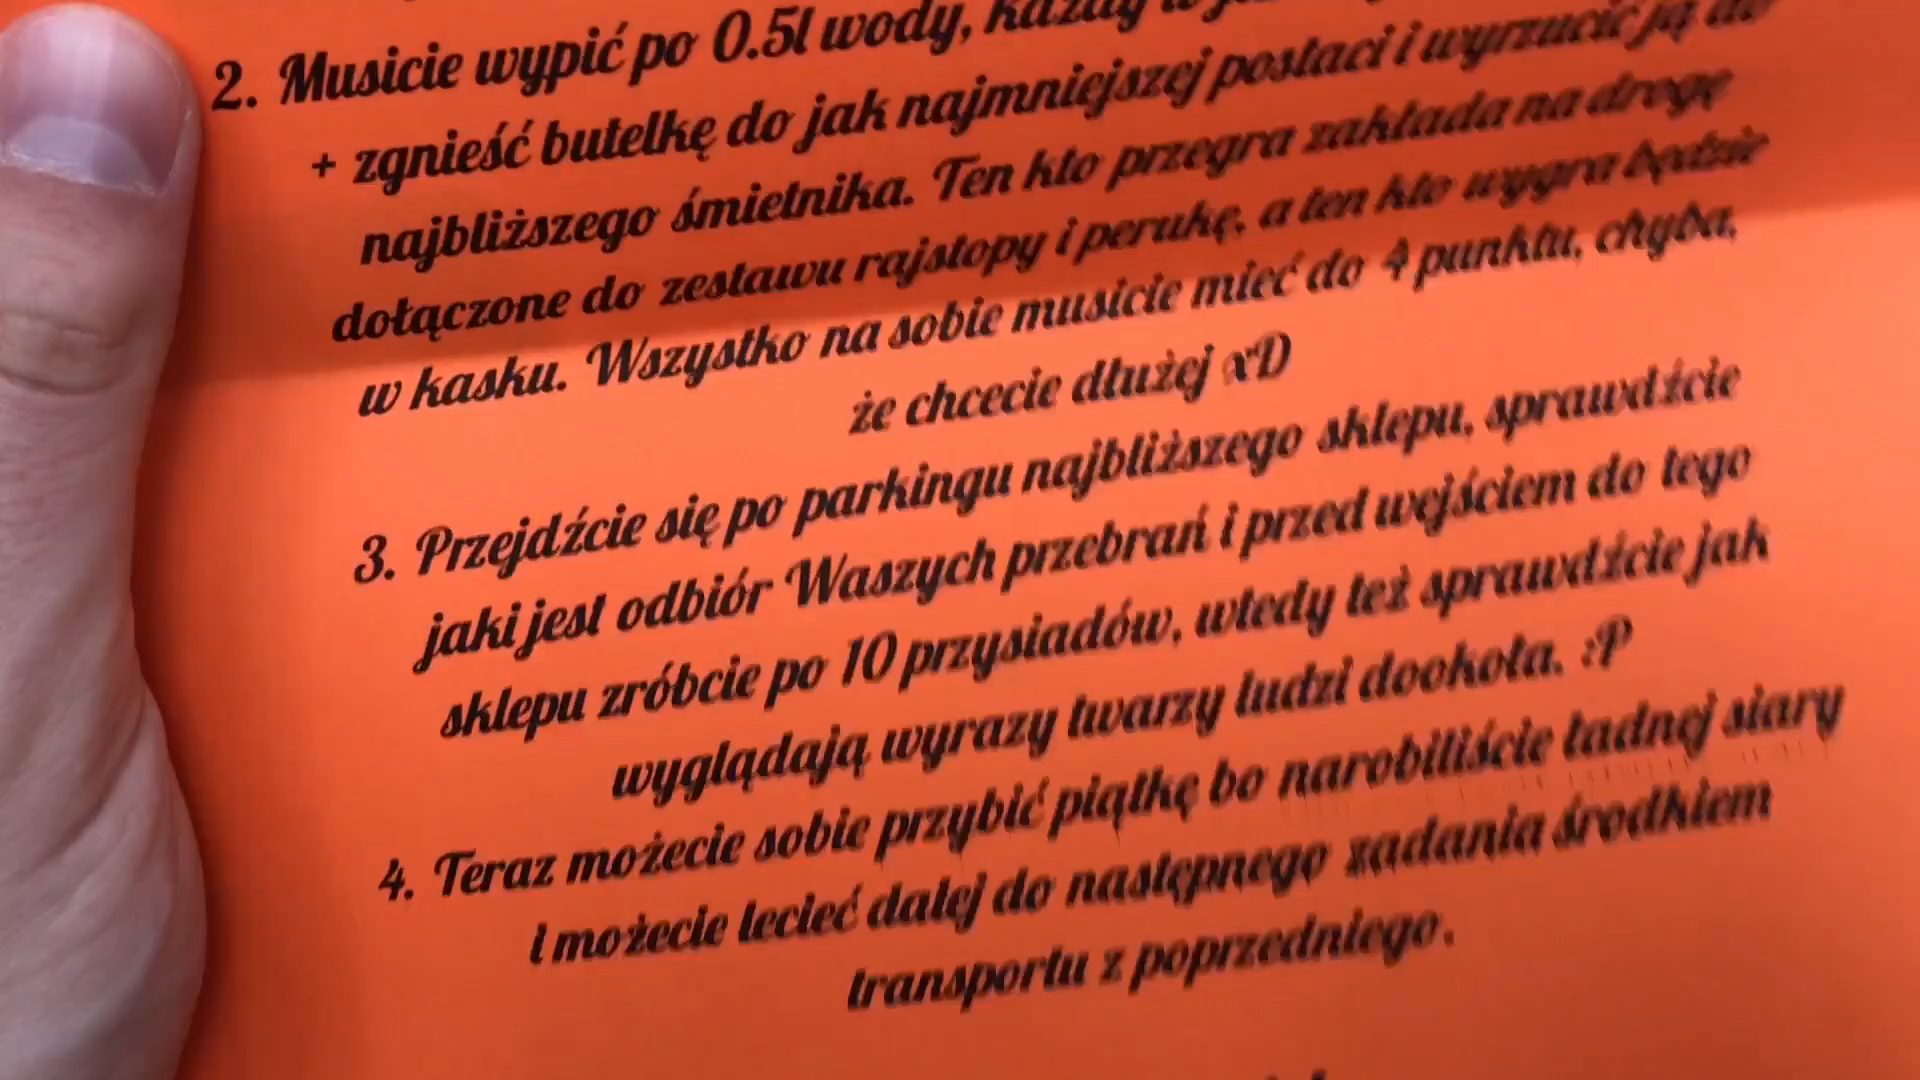 2. Musicie wypić po 0.5l wody, każdy w
+ zgnieść butelkę do jak najmniejszej postaci i wyrzucić ją do
najbliższego śmietnika. Ten kto przegra zakłada na drogę
dołączone do zestawu rajstopy i perukę, a ten kto wygra będzie
w kasku. Wszystko na sobie musicie mieć do 4 punktu, chyba,
że chcecie dłużej xD
3. Przejdźcie się po parkingu najbliższego sklepu, sprawdźcie
jaki jest odbiór Waszych przebrań i przed wejściem do tego
sklepu zróbcie po 10 przysiadów, wtedy też sprawdźcie jak
wyglądają wyrazy twarzy ludzi dookoła. :P
4. Teraz możecie sobie przybić piątkę bo narobiliście ładnej siary
i możecie lecieć dalej do następnego zadania środkiem
transportu z poprzedniego.